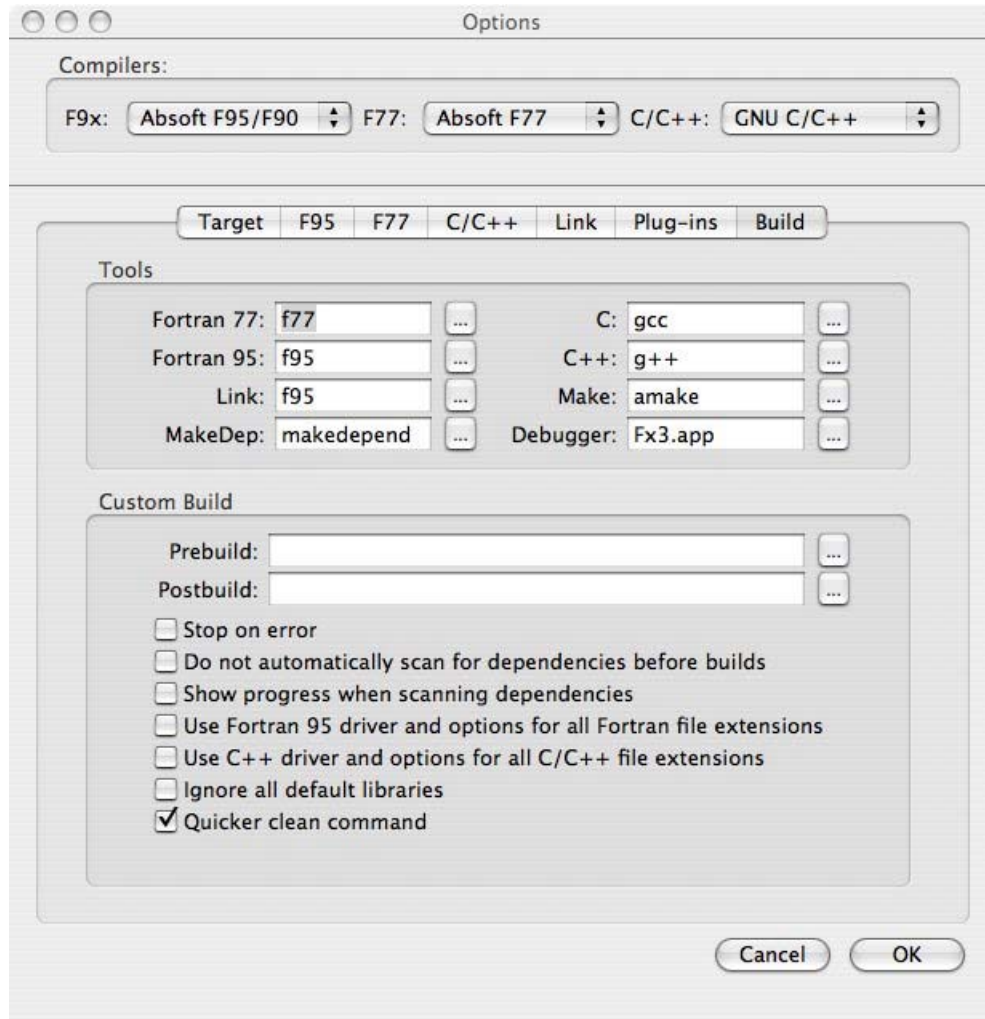 Options
Compilers:
F9x: Absoft F95/F90 F77: Absoft F77 C/C++: GNU C/C++
Target F95 F77 C/C++ Link Plug-ins Build
Tools
Fortran 77: f77 ... C: gcc ...
Fortran 95: f95 ... C++: g++ ...
Link: f95 ... Make: amake ...
MakeDep: makedepend ... Debugger: Fx3.app ...
Custom Build
Prebuild: ...
Postbuild: ...
Stop on error
Do not automatically scan for dependencies before builds
Show progress when scanning dependencies
Use Fortran 95 driver and options for all Fortran file extensions
Use C++ driver and options for all C/C++ file extensions
Ignore all default libraries
Quicker clean command
Cancel OK